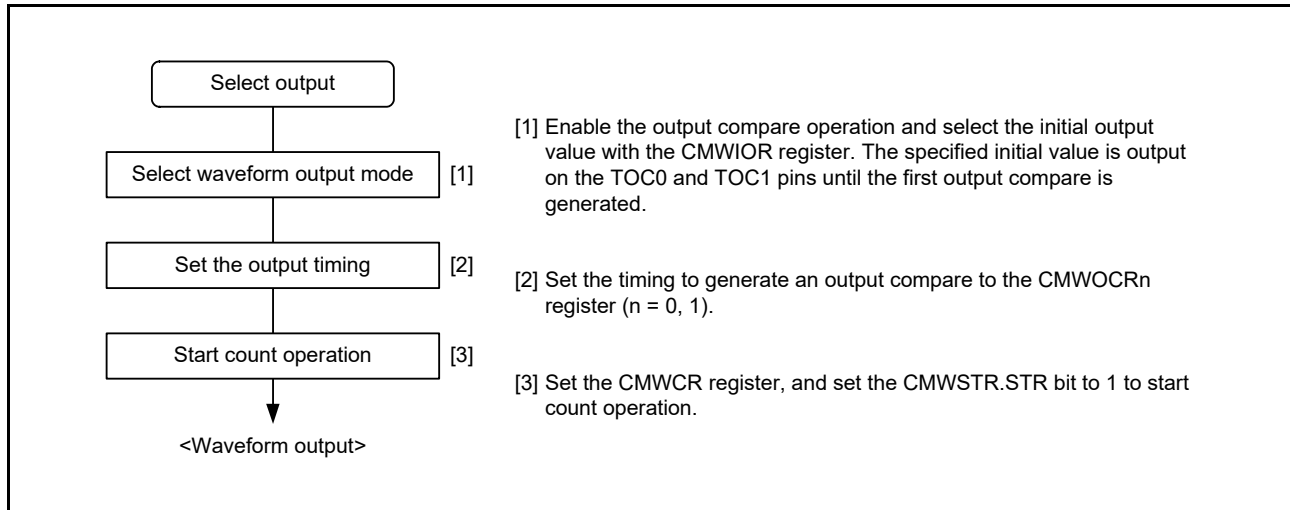 Select output
Select waveform output mode
[1]
Set the output timing
[2]
Start count operation
[3]
<Waveform output>
[1] Enable the output compare operation and select the initial output
value with the CMWIOR register. The specified initial value is output
on the TOC0 and TOC1 pins until the first output compare is
generated.
[2] Set the timing to generate an output compare to the CMWOCRn
register (n = 0, 1).
[3] Set the CMWCR register, and set the CMWSTR.STR bit to 1 to start
count operation.